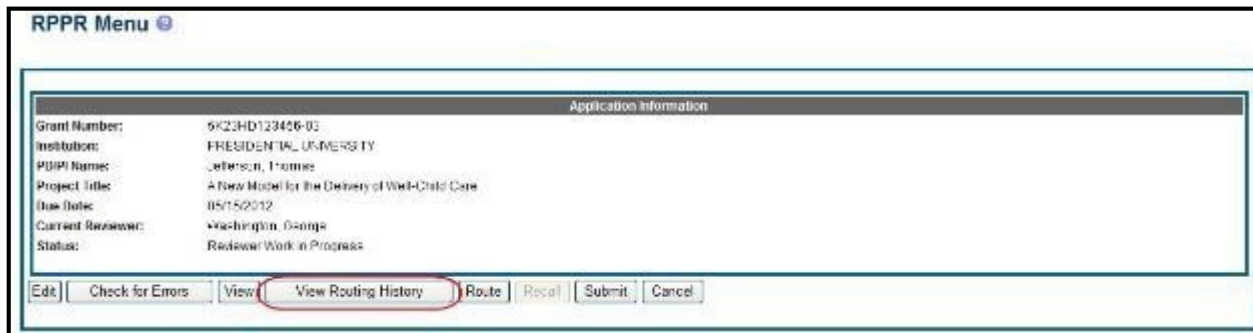 RPPR Menu
Application Information
Grant Number: 5K23HD123456-03
Institution: PRESIDENTIAL UNIVERSITY
PD/PI Name: Jefferson, Thomas
Project Title: A New Model for the Delivery of Well-Child Care
Due Date: 05/15/2012
Current Reviewer: Washington, George
Status: Reviewer Work in Progress
Edit Check for Errors View View Routing History Route Recall Submit Cancel